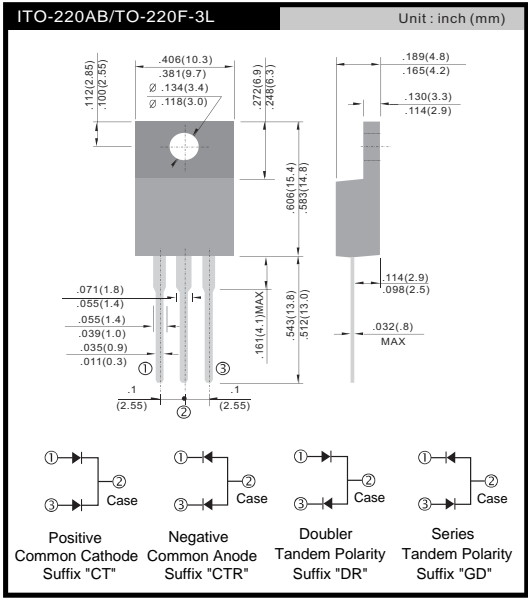 ITO-220AB/TO-220F-3L
Unit : inch (mm)
.406(10.3)
.381(9.7)
Ø .134(3.4)
Ø .118(3.0)
.112(2.85)
.100(2.55)
.272(6.9)
.248(6.3)
.189(4.8)
.165(4.2)
.130(3.3)
.114(2.9)
.606(15.4)
.583(14.8)
.071(1.8)
.055(1.4)
.055(1.4)
.039(1.0)
.035(0.9)
.011(0.3)
.161(4.1)MAX
.543(13.8)
.512(13.0)
.114(2.9)
.098(2.5)
.032(.8)
MAX
① ③
.1
(2.55)
②
.1
(2.55)
① ② ③ Case
① ② ③ Case
① ② ③ Case
① ② ③ Case
Positive
Common Cathode
Suffix "CT"
Negative
Common Anode
Suffix "CTR"
Doubler
Tandem Polarity
Suffix "DR"
Series
Tandem Polarity
Suffix "GD"